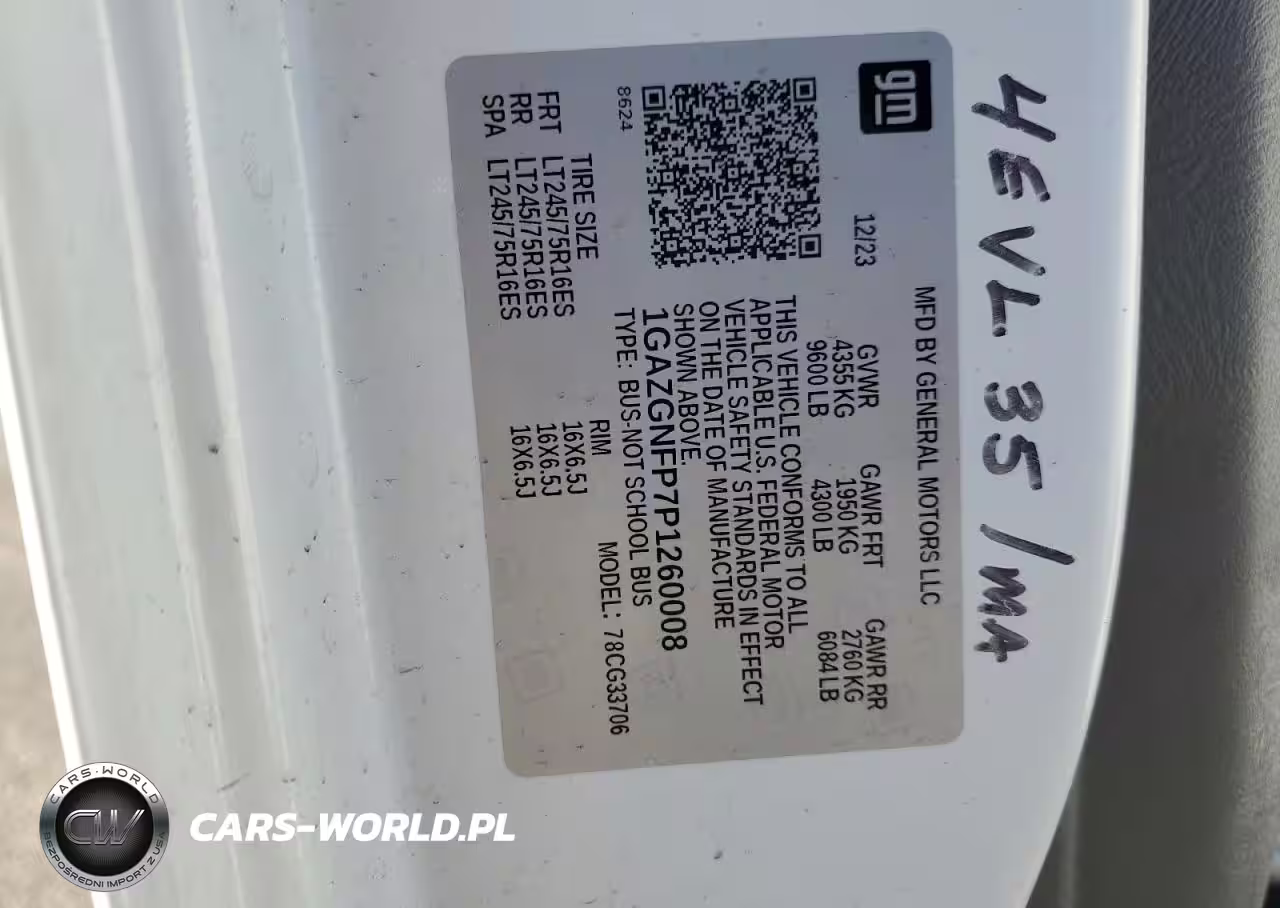 4EVL 35 /MA
gm
MFD BY GENERAL MOTORS LLC
12/23
GVWR GAWR FRT GAWR RR
4355 KG 1950 KG 2760 KG
9600 LB 4300 LB 6084 LB
THIS VEHICLE CONFORMS TO ALL
APPLICABLE U.S. FEDERAL MOTOR
VEHICLE SAFETY STANDARDS IN EFFECT
ON THE DATE OF MANUFACTURE
SHOWN ABOVE.
1GAZGNFP7P1260008
8624
TYPE: BUS-NOT SCHOOL BUS
MODEL: 78CG33706
TIRE SIZE RIM
FRT LT245/75R16ES 16X6.5J
RR LT245/75R16ES 16X6.5J
SPA LT245/75R16ES 16X6.5J
CARS-WORLD
CW
BEZPOŚREDNI IMPORT Z USA
CARS-WORLD.PL